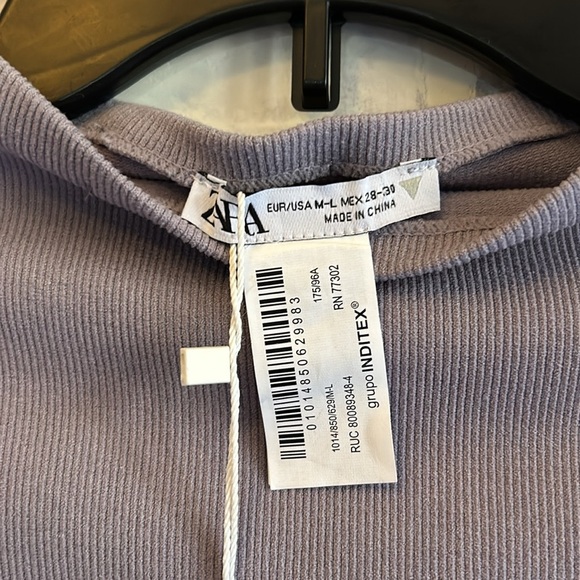 ZARA
EUR/USA M-L MEX 28-30
MADE IN CHINA
01014850629983
175/96A
RN 77302
1014/850/629/M-L
RUC 80089348-4
grupo INDITEX®